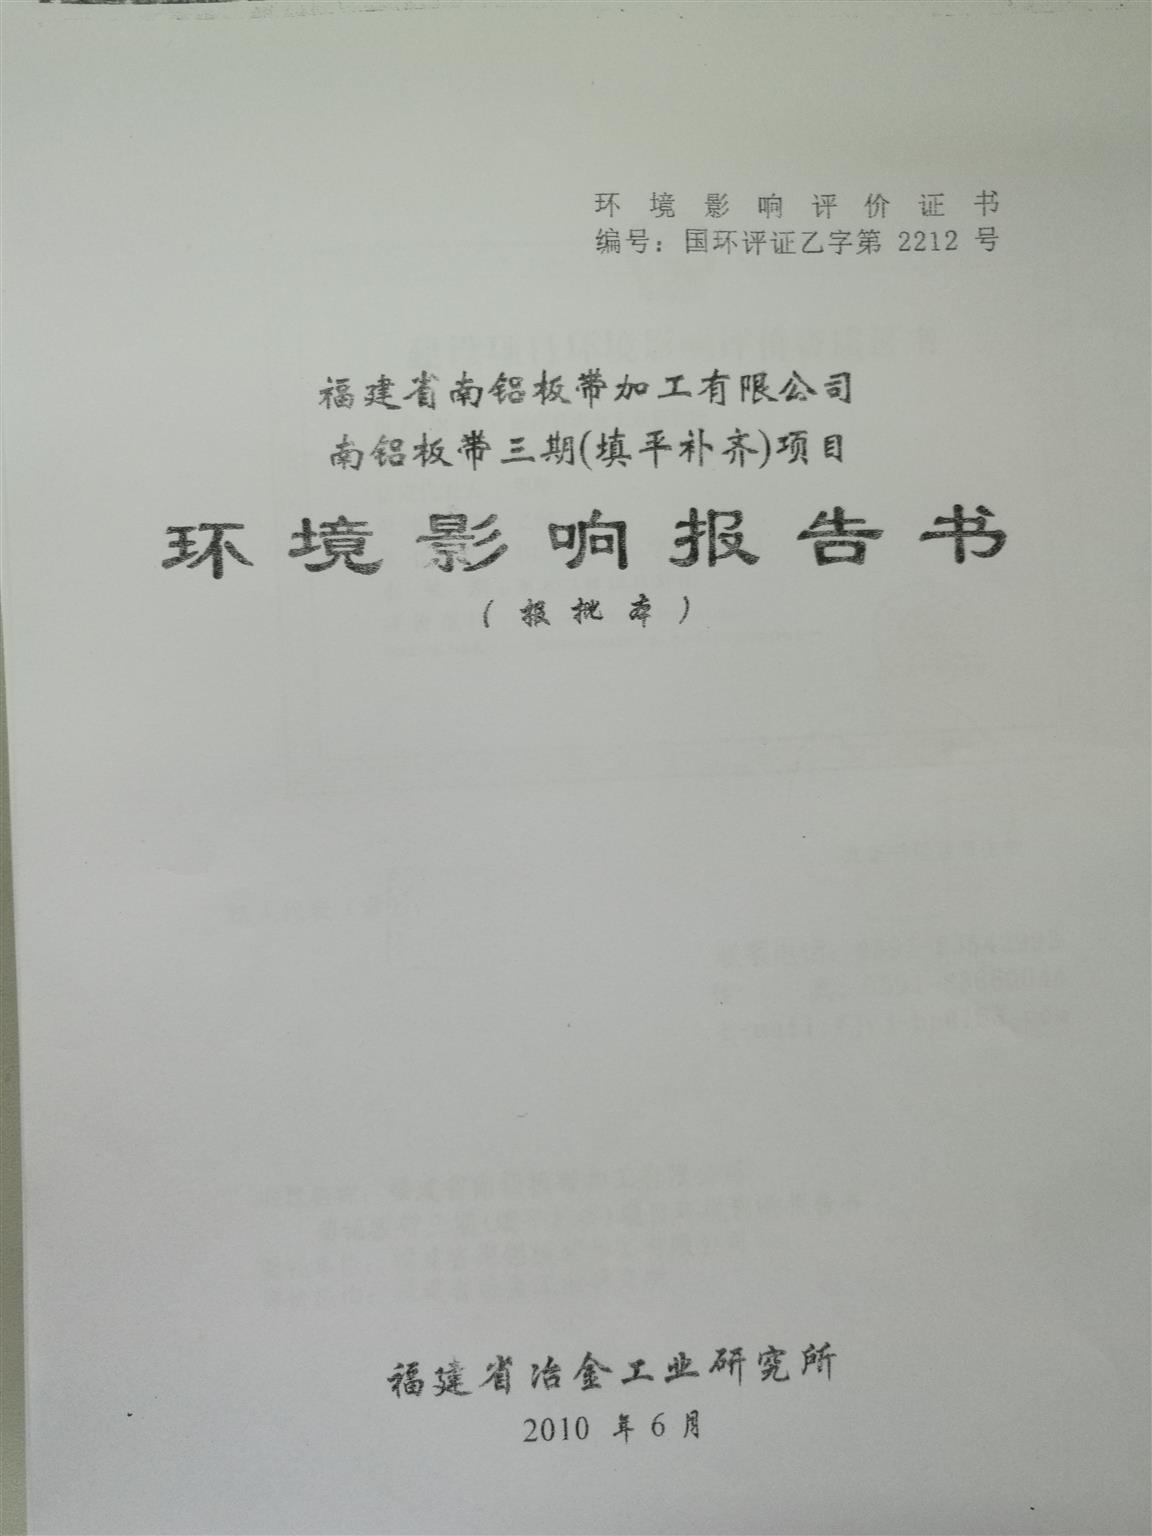 环境影响评价证书
编号：国环评证乙字第 2212 号
福建省南铝板带加工有限公司
南铝板带三期(填平补齐)项目
环境影响报告书
(报批本)
福建省冶金工业研究所
2010 年 6 月